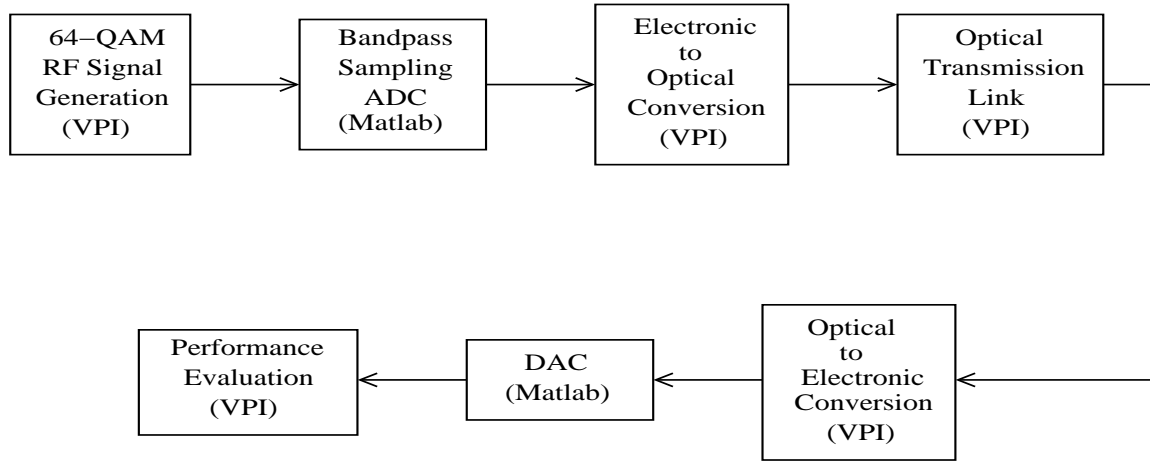 64−QAM
RF Signal
Generation
(VPI)
Bandpass
Sampling
ADC
(Matlab)
Electronic
to
Optical
Conversion
(VPI)
Optical
Transmission
Link
(VPI)
Performance
Evaluation
(VPI)
DAC
(Matlab)
Optical
to
Electronic
Conversion
(VPI)